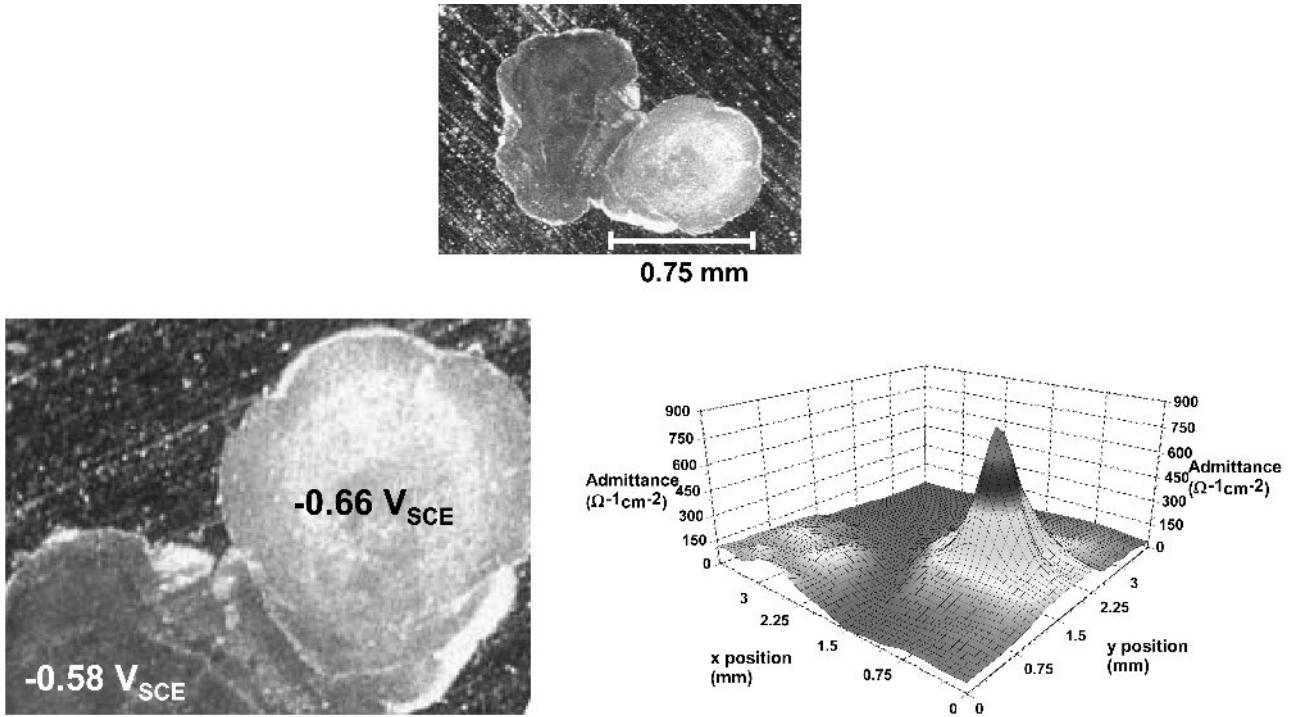 0.75 mm
-0.66 VSCE
-0.58 VSCE
900
750
600
450
300
150
0
Admittance
(Ω-1cm-2)
900
750
600
450
300
150
0
Admittance
(Ω-1cm-2)
3
2.25
1.5
0.75
0
x position
(mm)
0
0.75
1.5
2.25
3
y position
(mm)